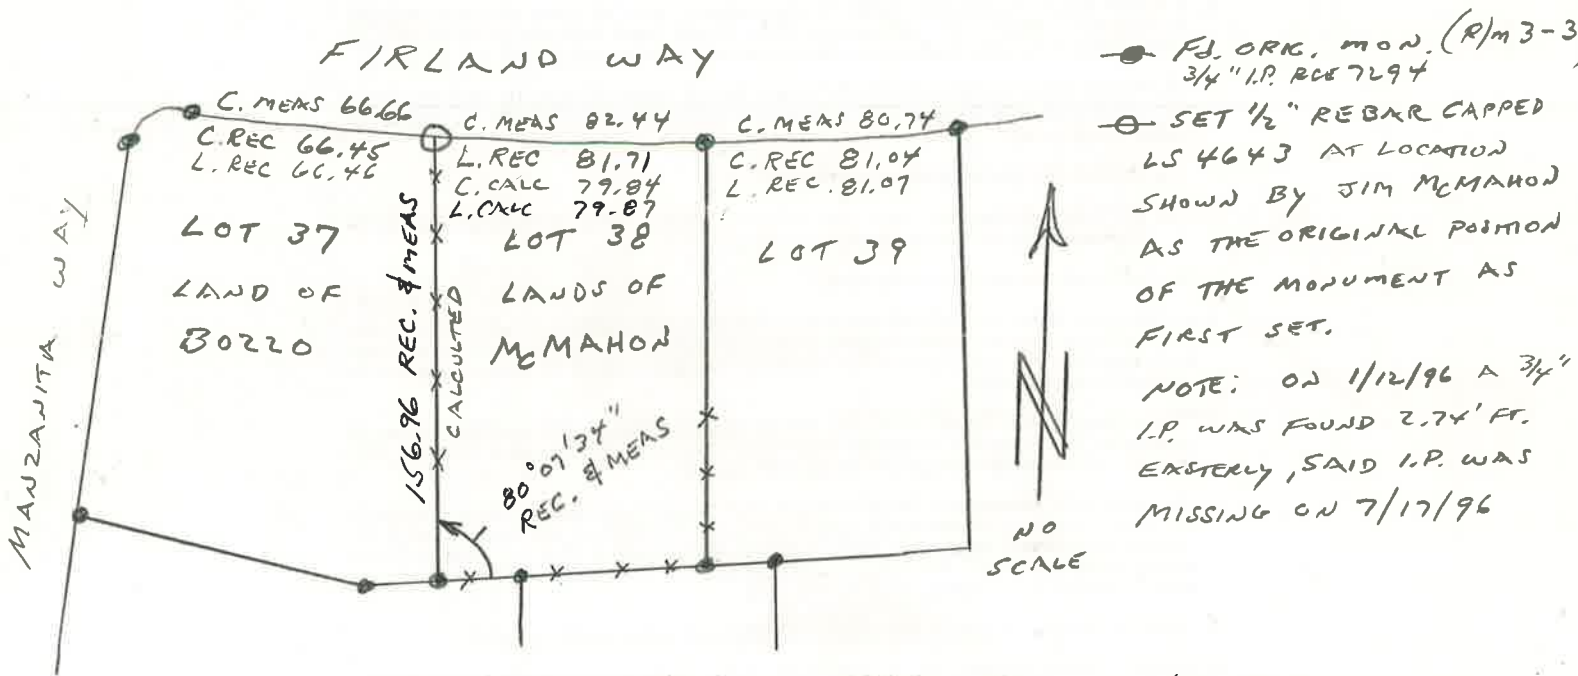 FIRLAND WAY
C. MEAS 66.66
C. REC 66.45
L. REC 66.46
C. MEAS 82.44
L. REC 81.71
C. CALC 79.84
L. CALC 79.87
C. MEAS 80.74
C. REC 81.04
L. REC. 81.07
LOT 37
LAND OF
BOZZO
LOT 38
LANDS OF
McMAHON
LOT 39
MANZANITA WAY
156.96 REC. & MEAS
CALCULTED
80°07'34"
REC. & MEAS
N
NO
SCALE
Fd. ORIG. MON. (R)M 3-3
3/4" I.P. RCE 7294
SET 1/2" REBAR CAPPED
LS 4643 AT LOCATION
SHOWN BY JIM McMAHON
AS THE ORIGINAL POSITION
OF THE MONUMENT AS
FIRST SET.
NOTE: ON 1/12/96 A 3/4"
I.P. WAS FOUND 2.74' FT.
EASTERLY, SAID I.P. WAS
MISSING ON 7/17/96